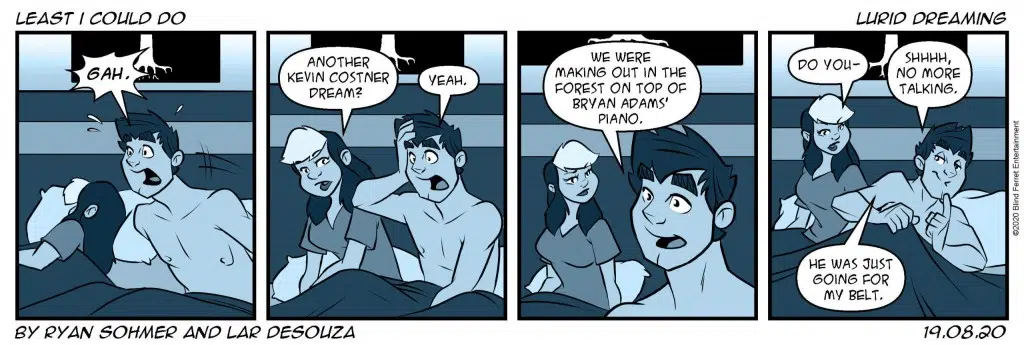 LEAST I COULD DO
LURID DREAMING
GAH.
ANOTHER
KEVIN COSTNER
DREAM?
YEAH.
WE WERE
MAKING OUT IN THE
FOREST ON TOP OF
BRYAN ADAMS'
PIANO.
DO YOU-
SHHHH,
NO MORE
TALKING.
HE WAS JUST
GOING FOR
MY BELT.
©2020 Blind Ferret Entertainment
BY RYAN SOHMER AND LAR DESOUZA
19.08.20